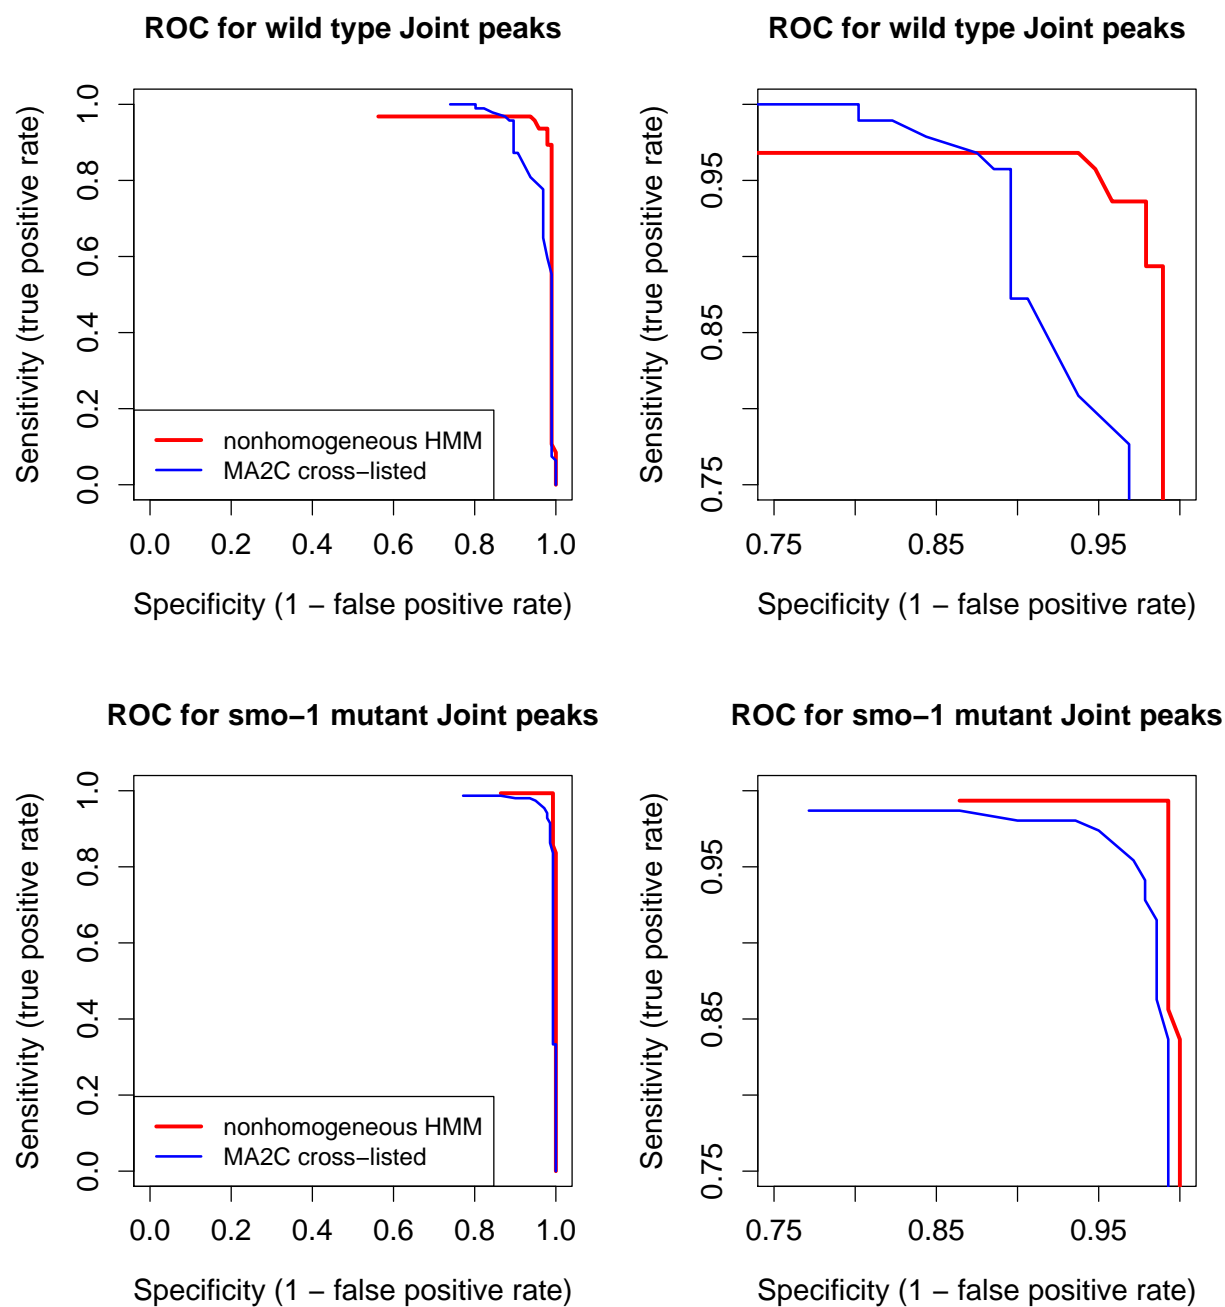 ROC for wild type Joint peaks
Sensitivity (true positive rate)
1.0
0.8
0.6
0.4
0.2
0.0
nonhomogeneous HMM
MA2C cross−listed
0.0 0.2 0.4 0.6 0.8 1.0
Specificity (1 − false positive rate)
ROC for wild type Joint peaks
Sensitivity (true positive rate)
0.95
0.85
0.75
0.75 0.85 0.95
Specificity (1 − false positive rate)
ROC for smo−1 mutant Joint peaks
Sensitivity (true positive rate)
1.0
0.8
0.6
0.4
0.2
0.0
nonhomogeneous HMM
MA2C cross−listed
0.0 0.2 0.4 0.6 0.8 1.0
Specificity (1 − false positive rate)
ROC for smo−1 mutant Joint peaks
Sensitivity (true positive rate)
0.95
0.85
0.75
0.75 0.85 0.95
Specificity (1 − false positive rate)